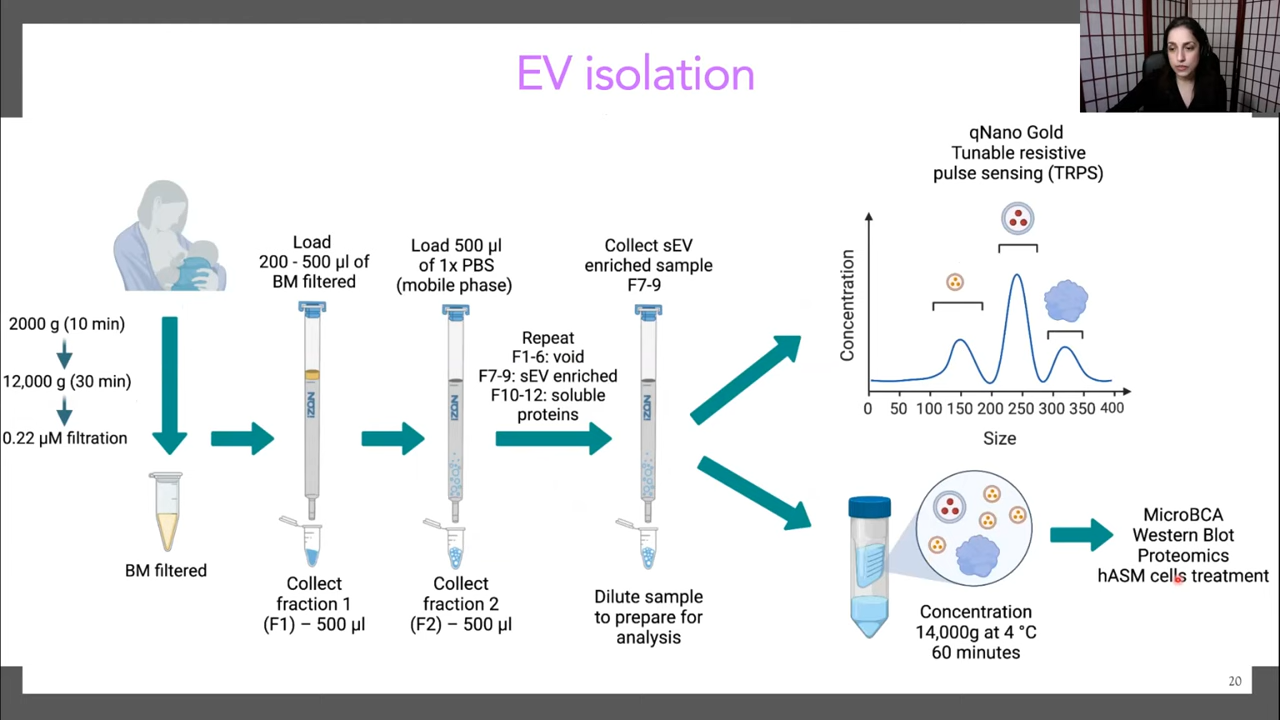 EV isolation
2000 g (10 min)
12,000 g (30 min)
0.22 µM filtration
BM filtered
Load
200 - 500 µl of
BM filtered
IZON
Collect
fraction 1
(F1) – 500 µl
Load 500 µl
of 1x PBS
(mobile phase)
IZON
Collect
fraction 2
(F2) – 500 µl
Repeat
F1-6: void
F7-9: sEV enriched
F10-12: soluble
proteins
Collect sEV
enriched sample
F7-9
IZON
Dilute sample
to prepare for
analysis
qNano Gold
Tunable resistive
pulse sensing (TRPS)
Concentration
0 50 100 150 200 250 300 350 400
Size
Concentration
14,000g at 4 °C
60 minutes
MicroBCA
Western Blot
Proteomics
hASM cells treatment
20